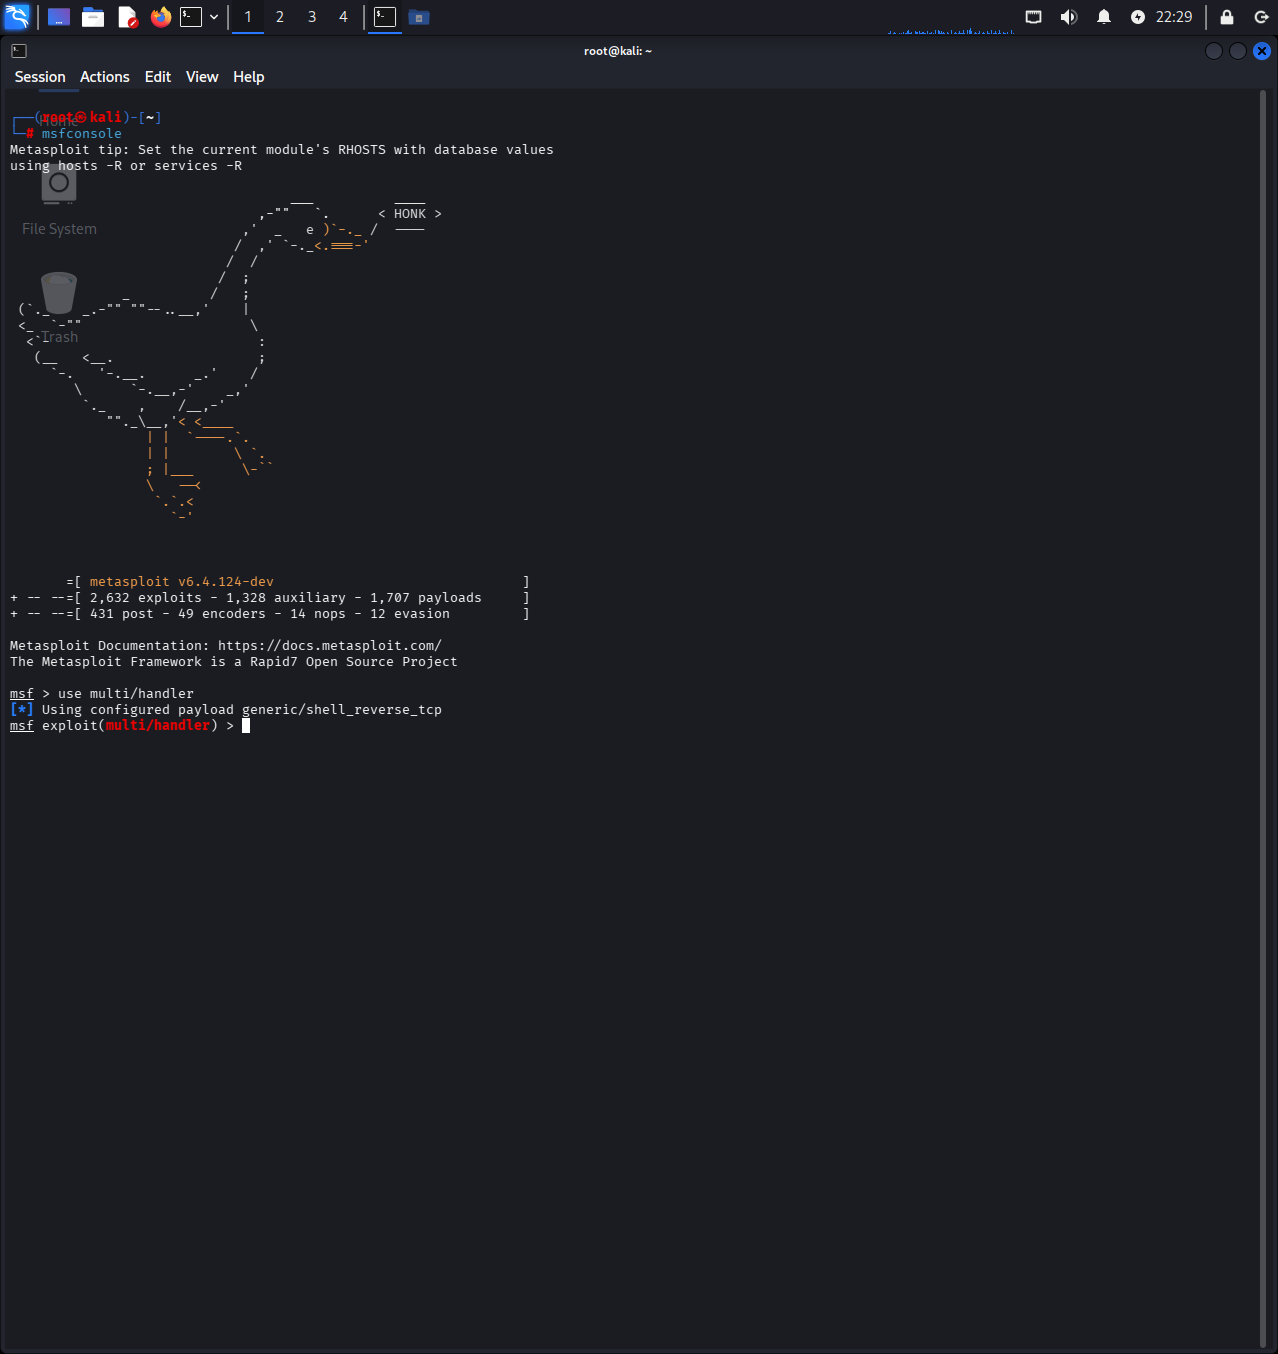 1 2 3 4 22:29
root@kali: ~
Session Actions Edit View Help
┌──(root㉿kali)-[~]
Home
└─# msfconsole
Metasploit tip: Set the current module's RHOSTS with database values
using hosts -R or services -R
< HONK >
File System
e
Trash
=[ metasploit v6.4.124-dev ]
+ -- --=[ 2,632 exploits - 1,328 auxiliary - 1,707 payloads ]
+ -- --=[ 431 post - 49 encoders - 14 nops - 12 evasion ]
Metasploit Documentation: https://docs.metasploit.com/
The Metasploit Framework is a Rapid7 Open Source Project
msf > use multi/handler
[*] Using configured payload generic/shell_reverse_tcp
msf exploit(multi/handler) >